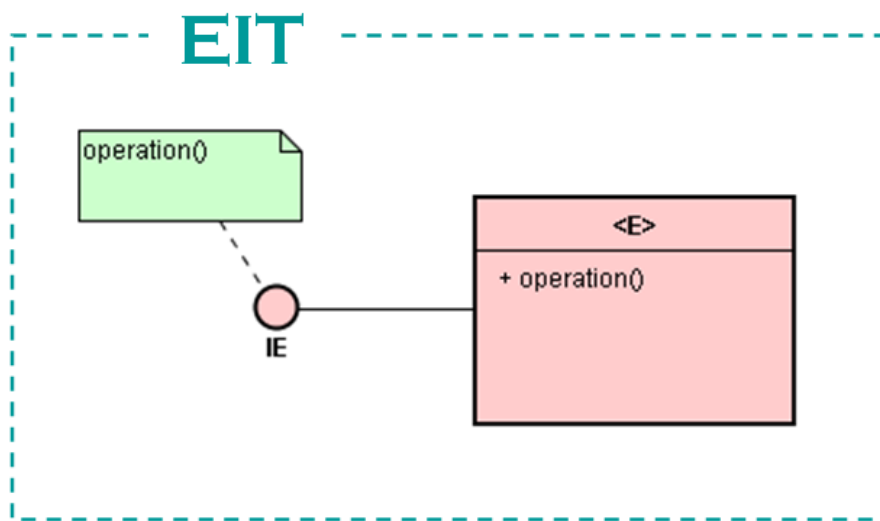 EIT
operation()
<E>
+ operation()
IE